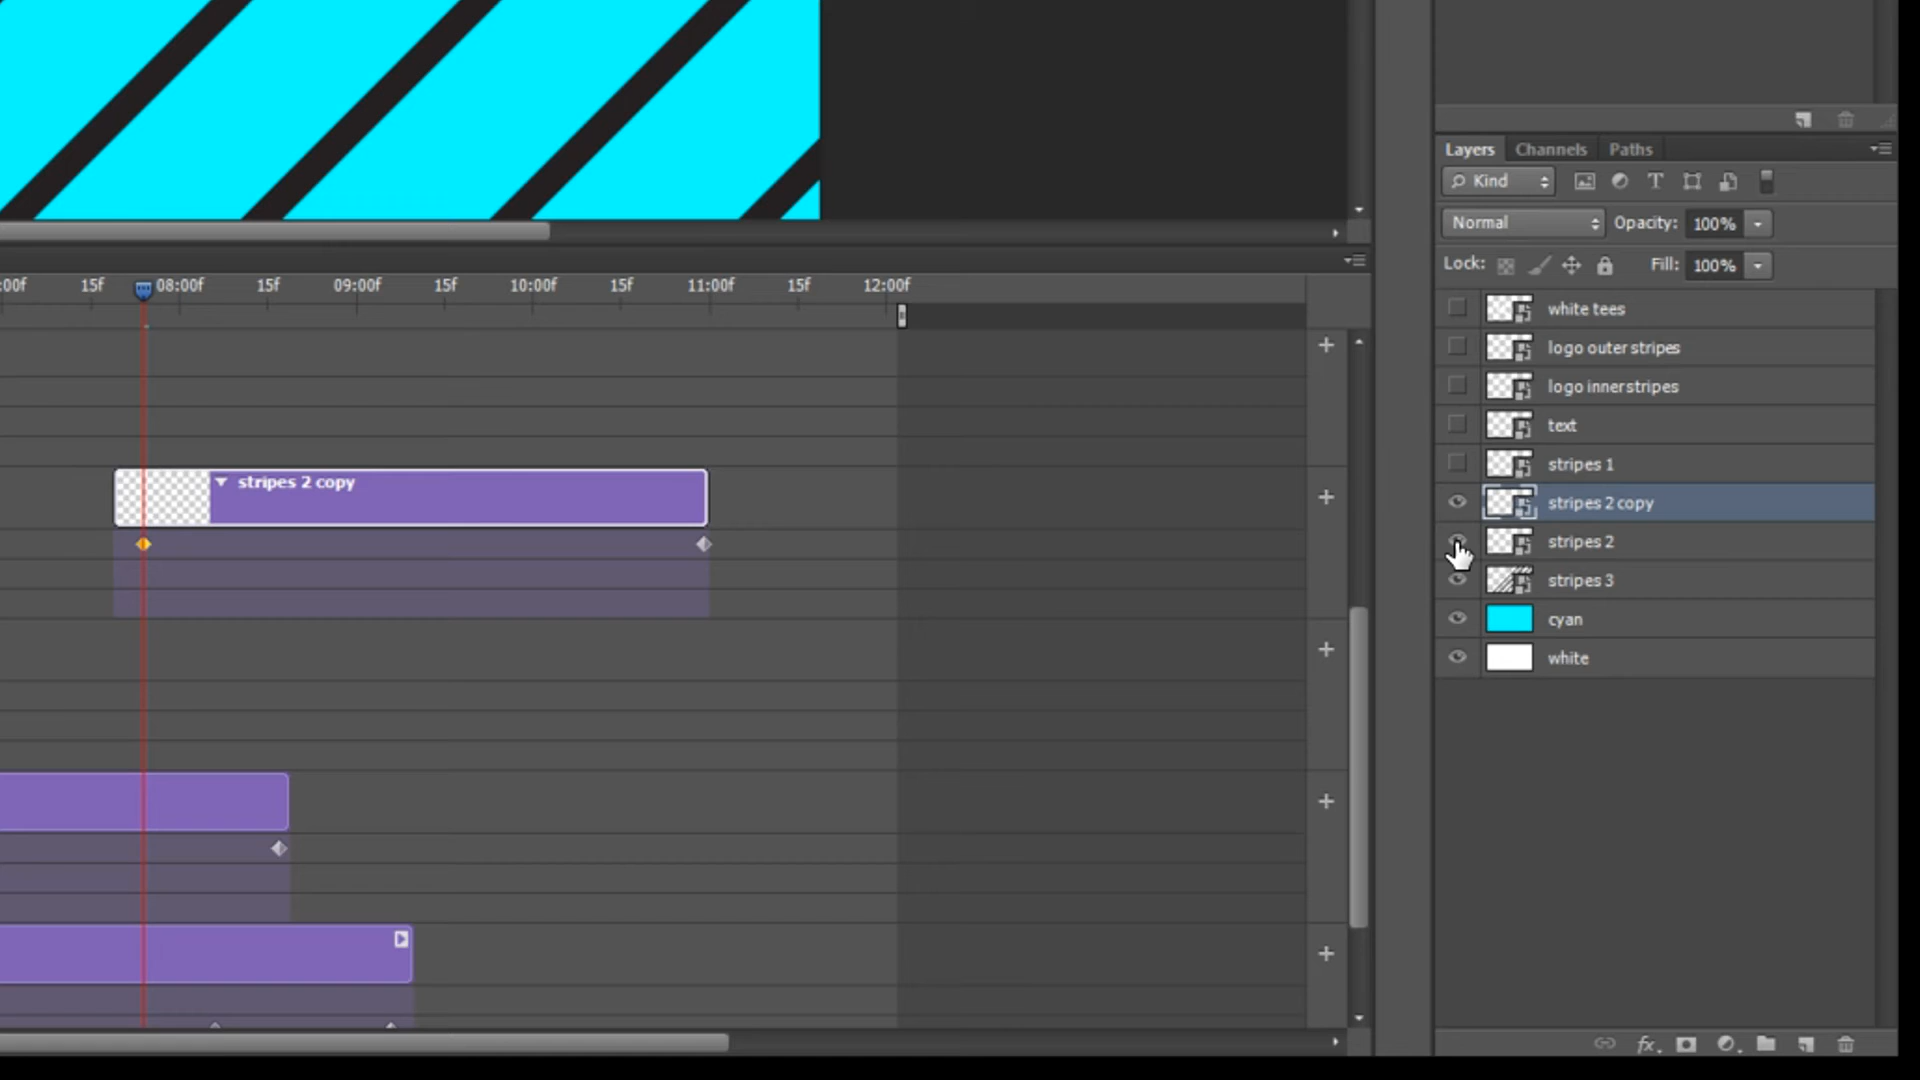 Layers Channels Paths
Kind T
Normal Opacity: 100%
Lock: Fill: 100%
:00f 15f 08:00f 15f 09:00f 15f 10:00f 15f 11:00f 15f 12:00f
white tees
logo outer stripes
logo inner stripes
text
stripes 1
stripes 2 copy
stripes 2 copy
stripes 2
stripes 3
cyan
white
fx